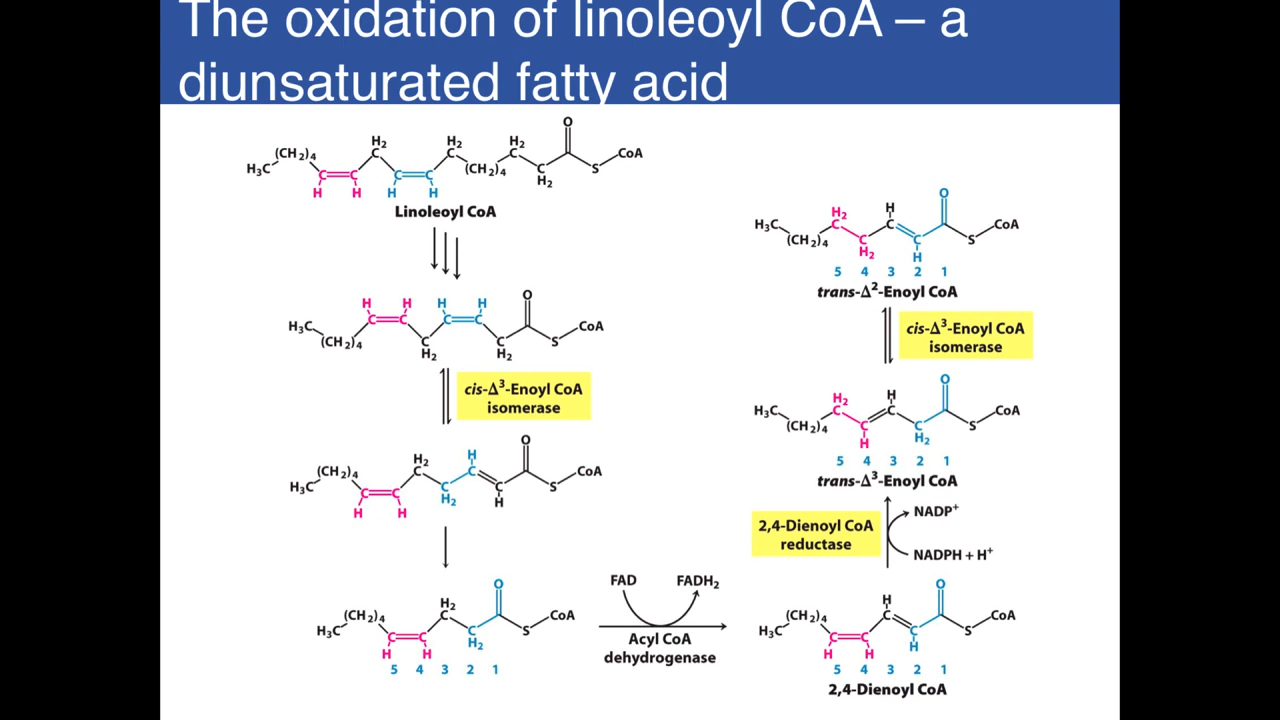 The oxidation of linoleoyl CoA – a
diunsaturated fatty acid
H₃C (CH₂)₄ C H C H C H₂ C H C H C H₂ (CH₂)₄ C H₂ C H₂ O S CoA
Linoleoyl CoA
H₃C (CH₂)₄ C H C H C H₂ C H C H C H₂ O S CoA
cis-Δ³-Enoyl CoA
isomerase
H₃C (CH₂)₄ C H C H C H₂ C H₂ C H C H O S CoA
H₃C (CH₂)₄ C H C H C H₂ C H₂ O S CoA
5 4 3 2 1
FAD FADH₂
Acyl CoA
dehydrogenase
H₃C (CH₂)₄ C H C H C H C H O S CoA
5 4 3 2 1
2,4-Dienoyl CoA
2,4-Dienoyl CoA
reductase
NADP⁺
NADPH + H⁺
H₃C (CH₂)₄ C H₂ C H C H C H₂ O S CoA
5 4 3 2 1
trans-Δ³-Enoyl CoA
cis-Δ³-Enoyl CoA
isomerase
H₃C (CH₂)₄ C H₂ C H₂ C H C H O S CoA
5 4 3 2 1
trans-Δ²-Enoyl CoA